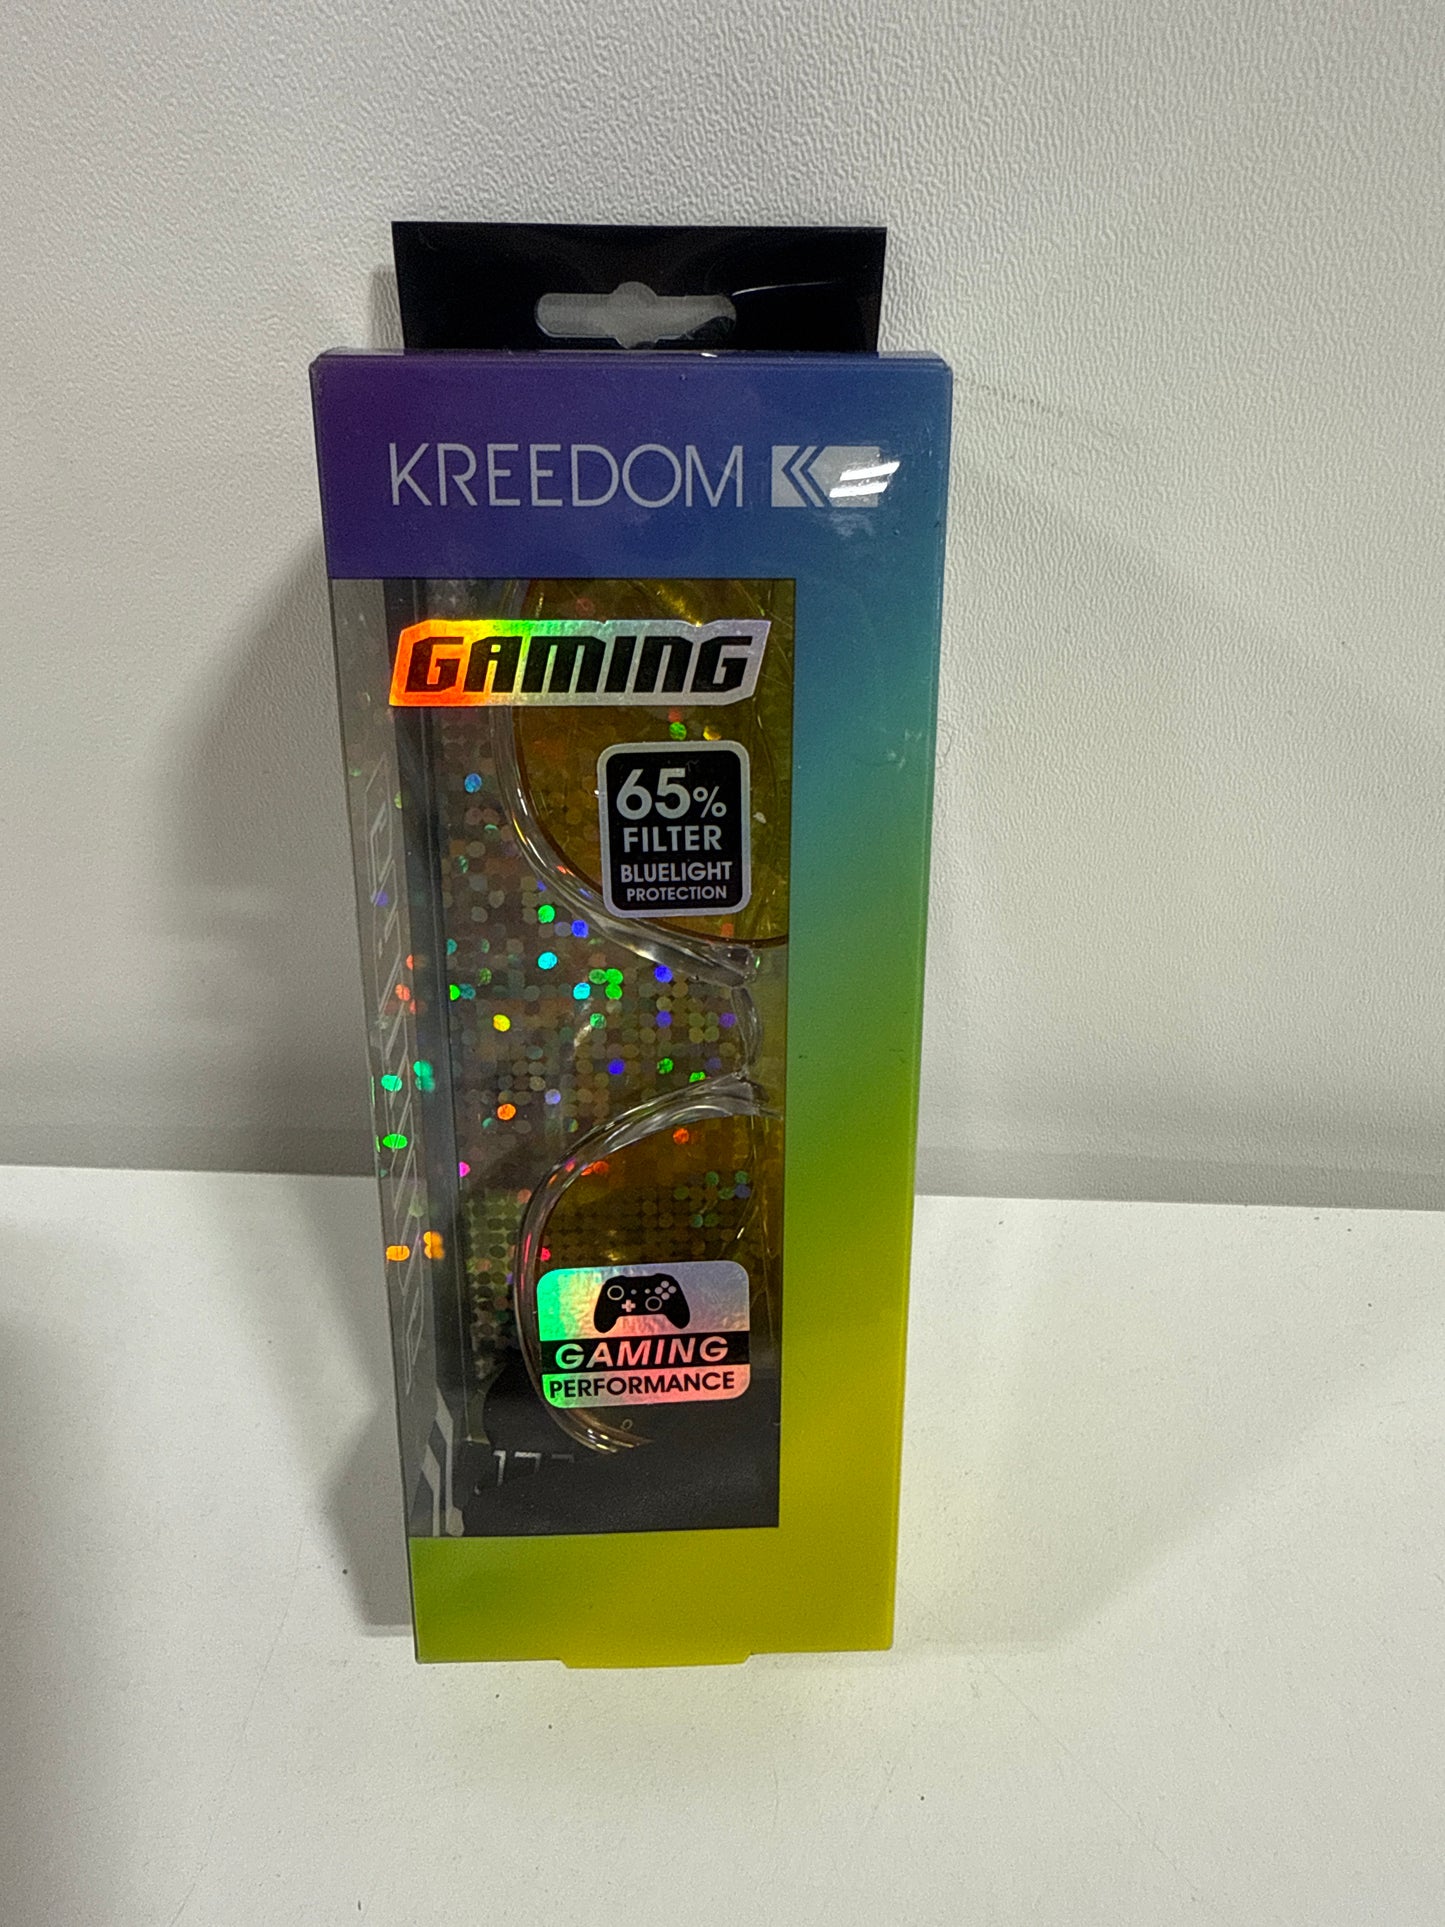 KREEDOM
GAMING
65%
FILTER
BLUELIGHT
PROTECTION
GAMING
PERFORMANCE